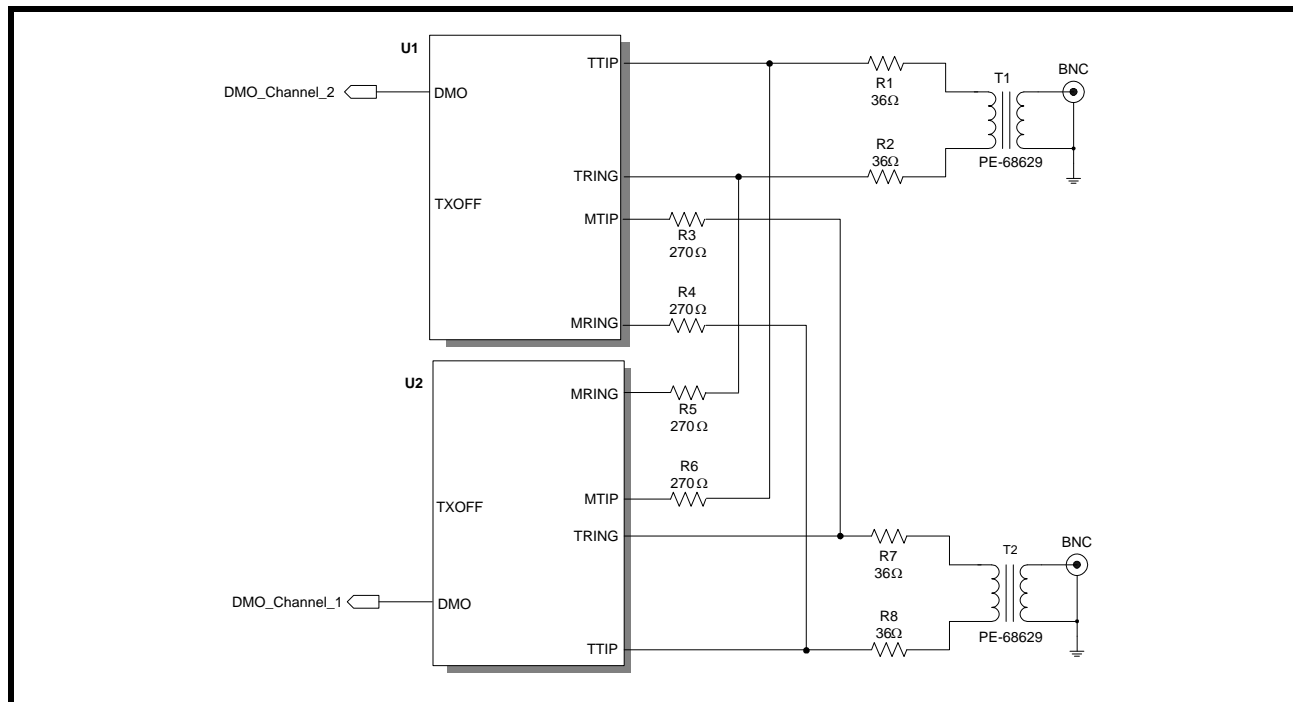 U1
TTIP
DMO_Channel_2
DMO
R1
36Ω
T1
BNC
R2
36Ω
PE-68629
TRING
TXOFF
MTIP
R3
270Ω
R4
270Ω
MRING
U2
MRING
R5
270Ω
R6
270Ω
MTIP
TXOFF
TRING
R7
36Ω
T2
BNC
DMO_Channel_1
DMO
R8
36Ω
PE-68629
TTIP